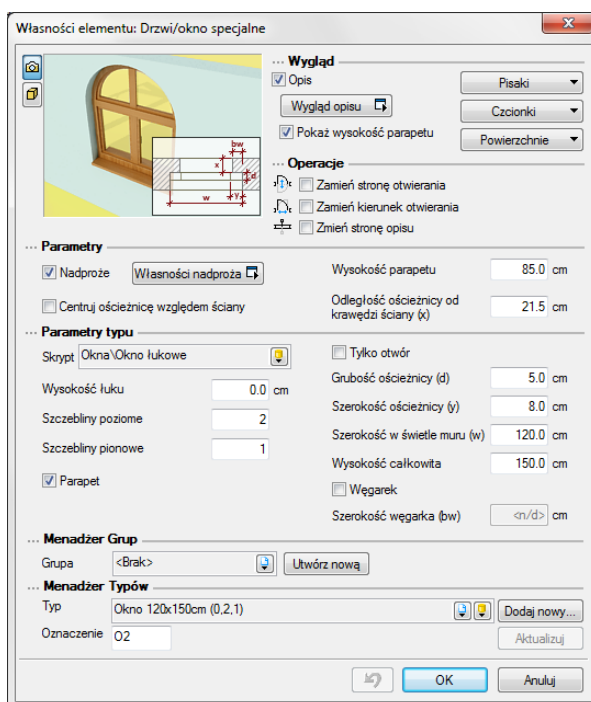 Własności elementu: Drzwi/okno specjalne
bw
x
d
w
y
Wygląd
Opis
Wygląd opisu
Pokaż wysokość parapetu
Pisaki
Czcionki
Powierzchnie
Operacje
Zamień stronę otwierania
Zamień kierunek otwierania
Zmień stronę opisu
Parametry
Nadproże
Własności nadproża
Centruj ościeżnicę względem ściany
Wysokość parapetu 85.0 cm
Odległość ościeżnicy od
krawędzi ściany (x) 21.5 cm
Parametry typu
Skrypt Okna\Okno łukowe
Wysokość łuku 0.0 cm
Szczebliny poziome 2
Szczebliny pionowe 1
Parapet
Tylko otwór
Grubość ościeżnicy (d) 5.0 cm
Szerokość ościeżnicy (y) 8.0 cm
Szerokość w świetle muru (w) 120.0 cm
Wysokość całkowita 150.0 cm
Węgarek
Szerokość węgarka (bw) <n/d> cm
Menadżer Grup
Grupa <Brak> Utwórz nową
Menadżer Typów
Typ Okno 120x150cm (0,2,1) Dodaj nowy...
Oznaczenie O2 Aktualizuj
OK Anuluj